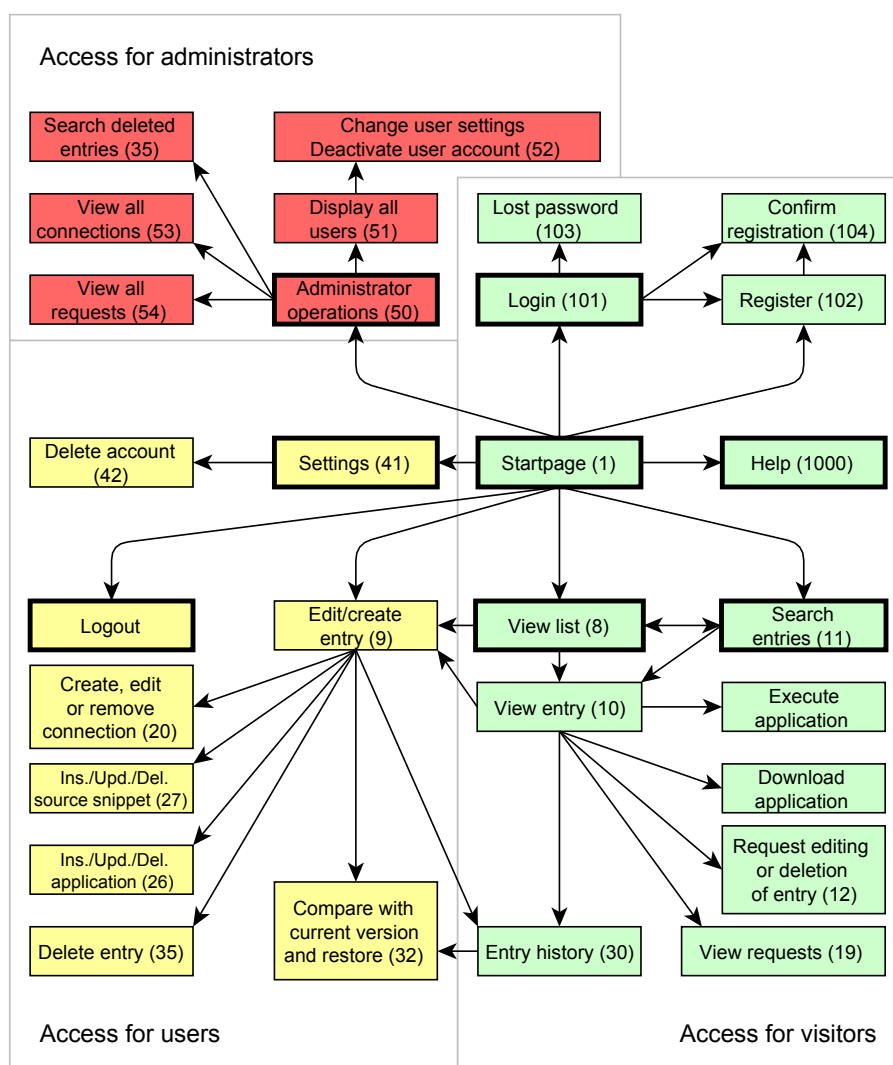 Access for administrators
Search deleted
entries (35)
Change user settings
Deactivate user account (52)
View all
connections (53)
Display all
users (51)
Lost password
(103)
Confirm
registration (104)
View all
requests (54)
Administrator
operations (50)
Login (101)
Register (102)
Delete account
(42)
Settings (41)
Startpage (1)
Help (1000)
Logout
Edit/create
entry (9)
View list (8)
Search
entries (11)
Create, edit
or remove
connection (20)
View entry (10)
Execute
application
Ins./Upd./Del.
source snippet (27)
Download
application
Ins./Upd./Del.
application (26)
Request editing
or deletion
of entry (12)
Delete entry (35)
Compare with
current version
and restore (32)
Entry history (30)
View requests (19)
Access for users
Access for visitors